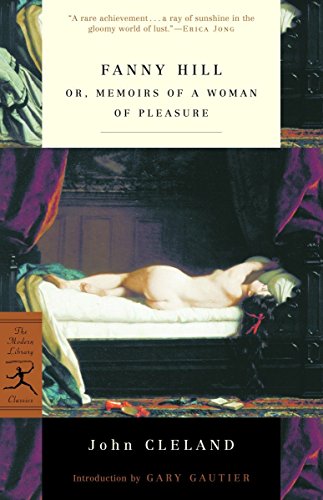 "A rare achievement . . . a ray of sunshine in the
gloomy world of lust."—ERICA JONG
FANNY HILL
OR, MEMOIRS OF A WOMAN
OF PLEASURE
The Modern Library
Classics
John CLELAND
Introduction by GARY GAUTIER